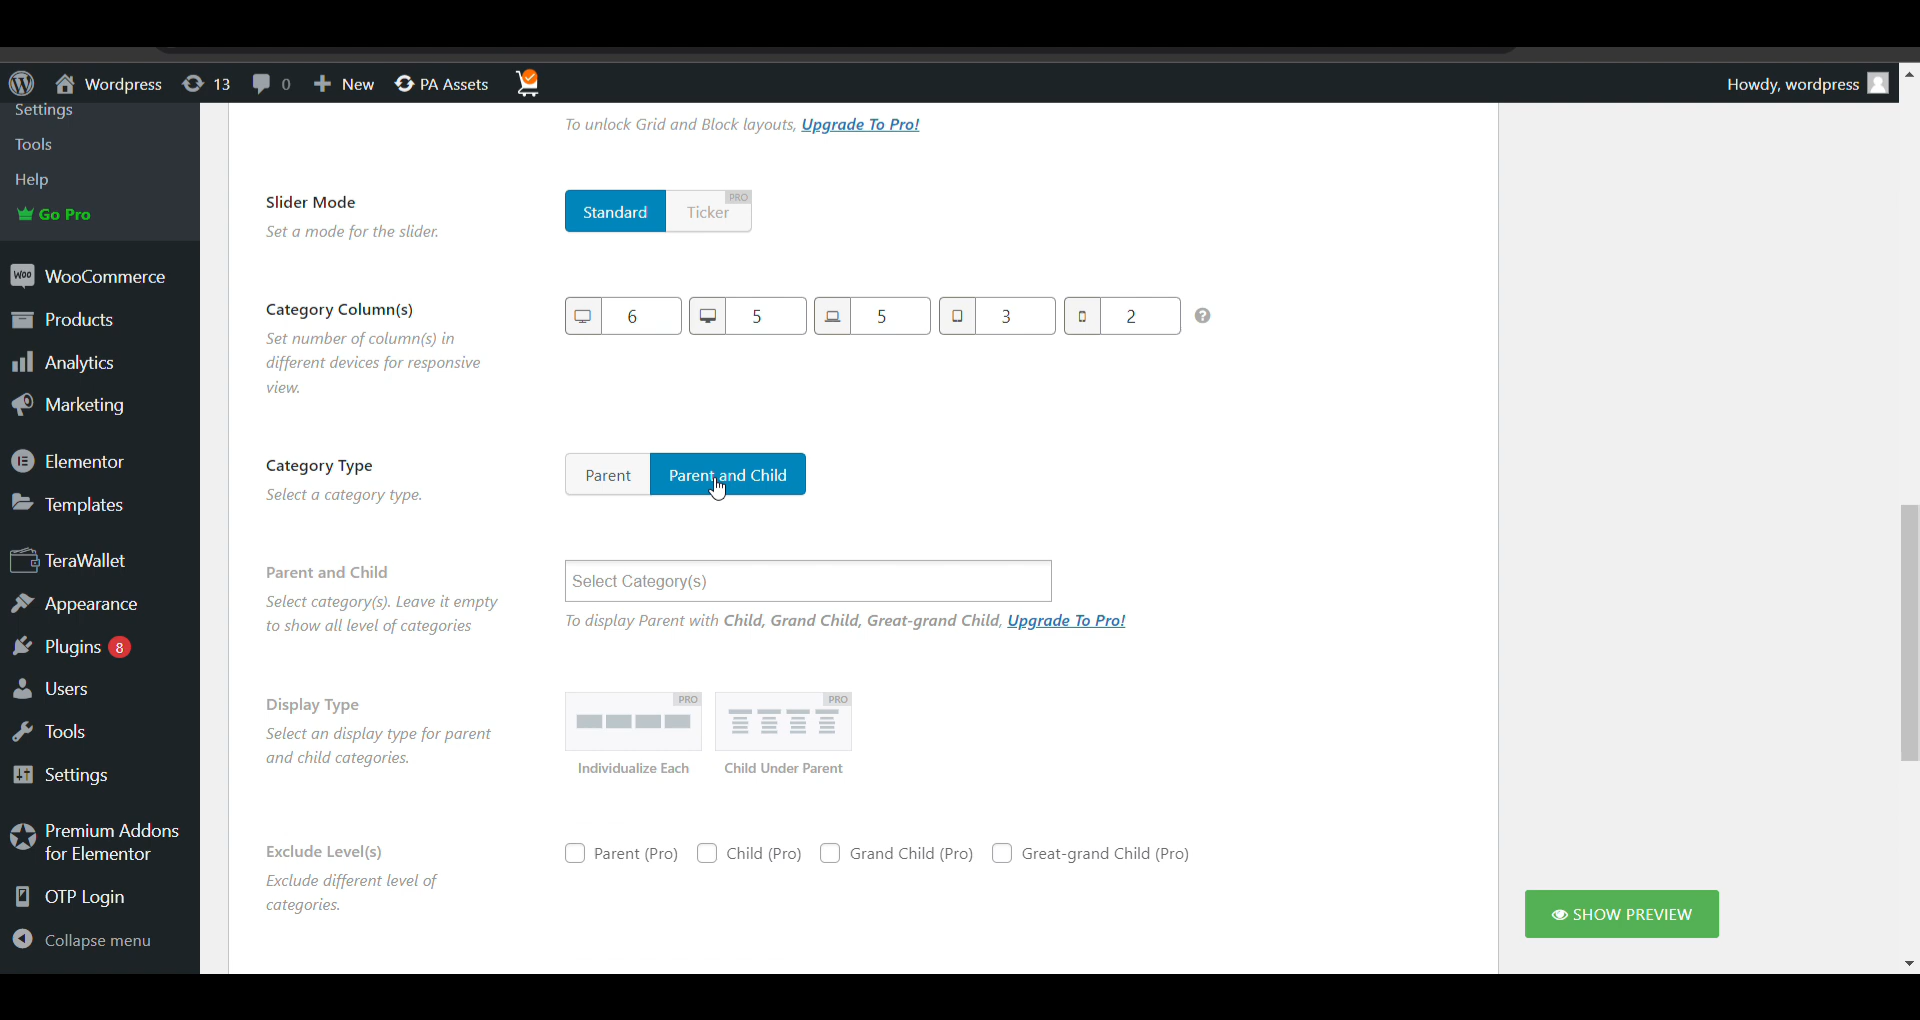 Wordpress 13 0 New PA Assets Howdy, wordpress
Settings
Tools
Help
Go Pro
WooCommerce
Products
Analytics
Marketing
Elementor
Templates
TeraWallet
Appearance
Plugins 8
Users
Tools
Settings
Premium Addons
for Elementor
OTP Login
Collapse menu
To unlock Grid and Block layouts, Upgrade To Pro!
Slider Mode
Set a mode for the slider.
Standard Ticker PRO
Category Column(s)
Set number of column(s) in
different devices for responsive
view.
6 5 5 3 2 ?
Category Type
Select a category type.
Parent Parent and Child
Parent and Child
Select category(s). Leave it empty
to show all level of categories
Select Category(s)
To display Parent with Child, Grand Child, Great-grand Child, Upgrade To Pro!
Display Type
Select an display type for parent
and child categories.
PRO PRO
Individualize Each Child Under Parent
Exclude Level(s)
Exclude different level of
categories.
Parent (Pro) Child (Pro) Grand Child (Pro) Great-grand Child (Pro)
SHOW PREVIEW